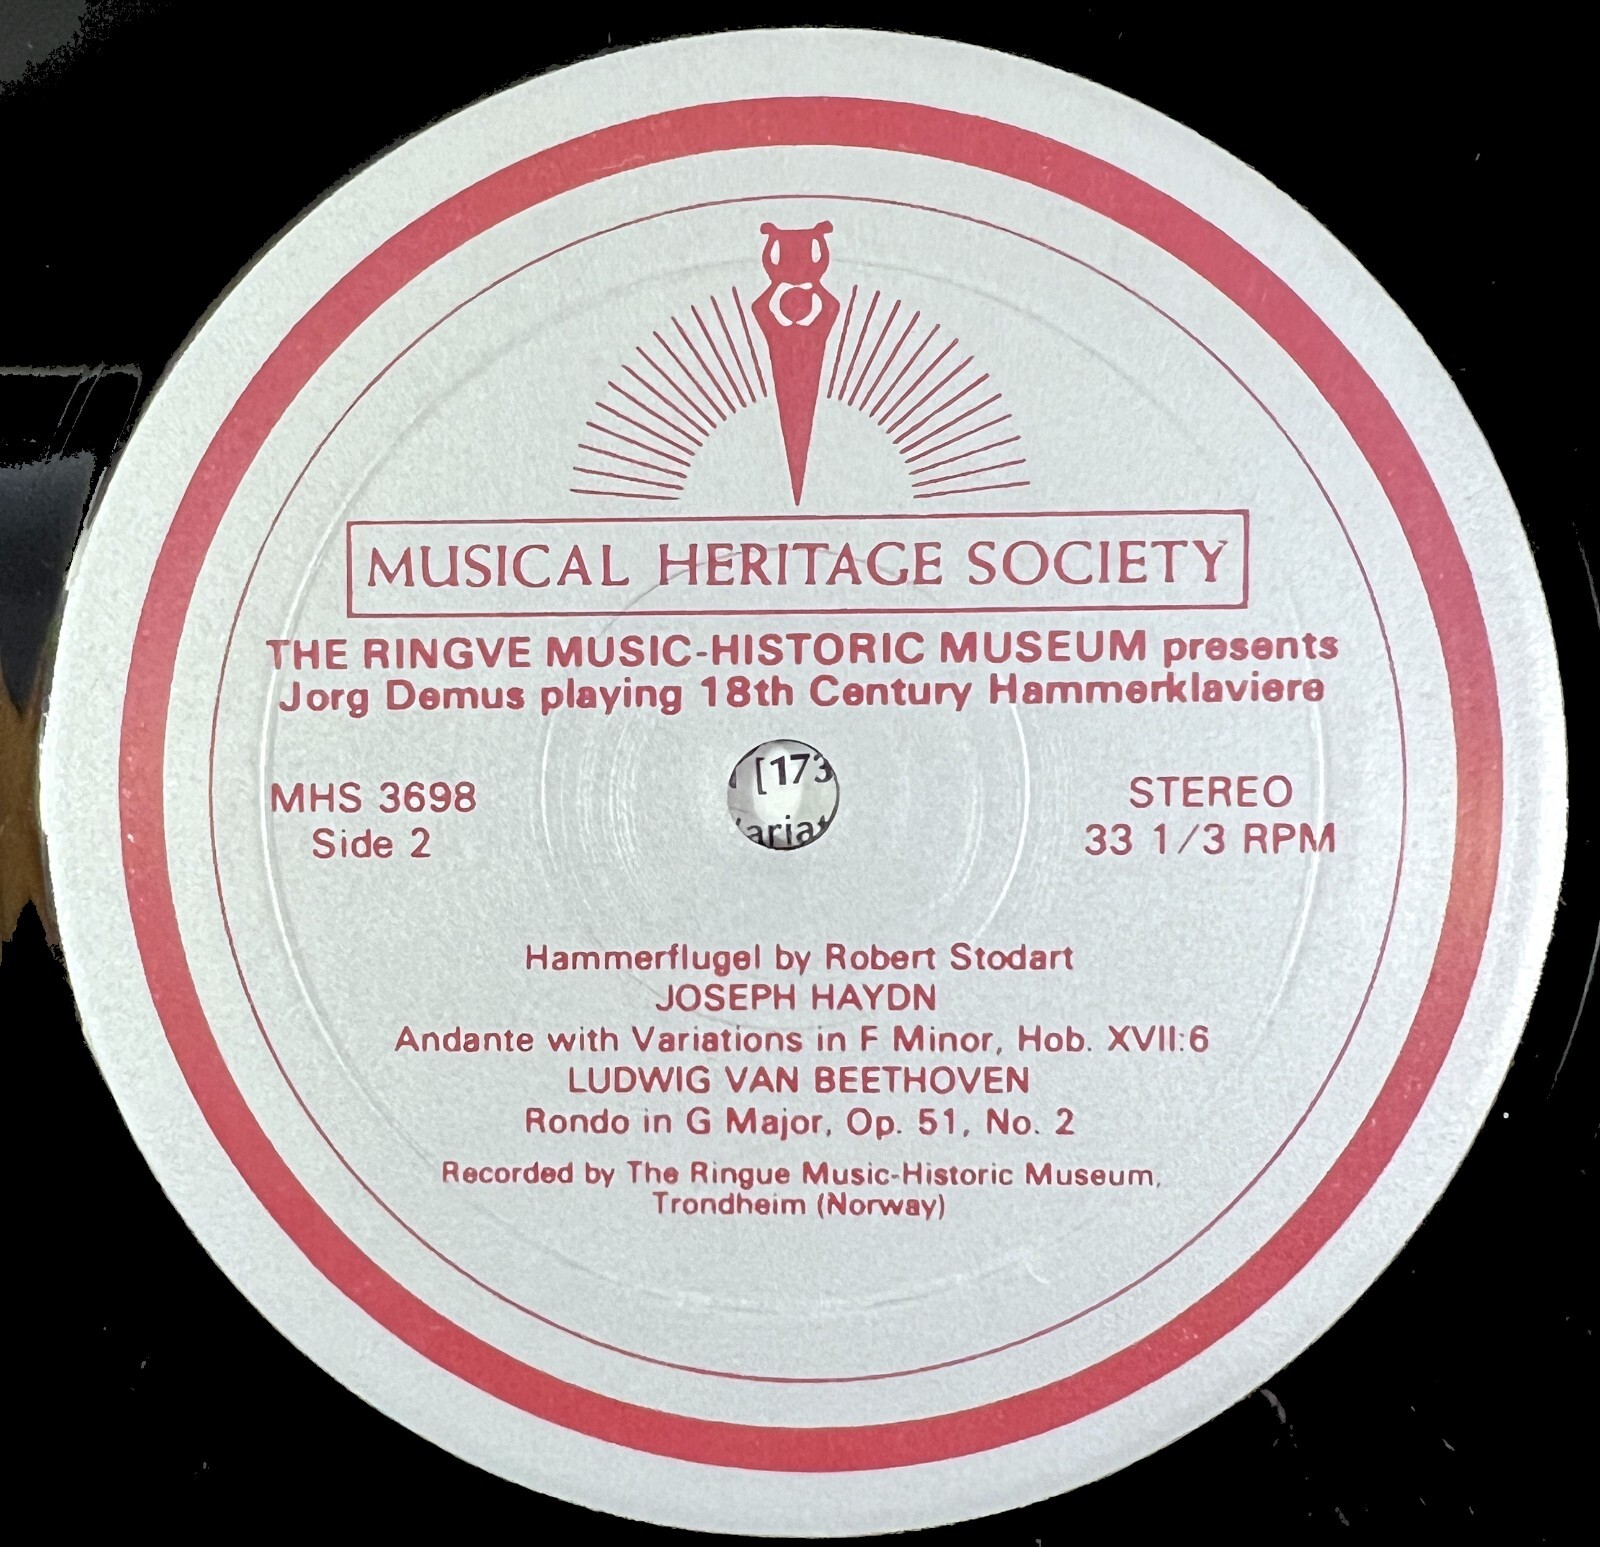 MUSICAL HERITAGE SOCIETY
THE RINGVE MUSIC-HISTORIC MUSEUM presents
Jorg Demus playing 18th Century Hammerklaviere
MHS 3698
Side 2
[173
STEREO
33 1/3 RPM
Hammerflugel by Robert Stodart
JOSEPH HAYDN
Andante with Variations in F Minor, Hob. XVII:6
LUDWIG VAN BEETHOVEN
Rondo in G Major, Op. 51, No. 2
Recorded by The Ringue Music-Historic Museum,
Trondheim (Norway)